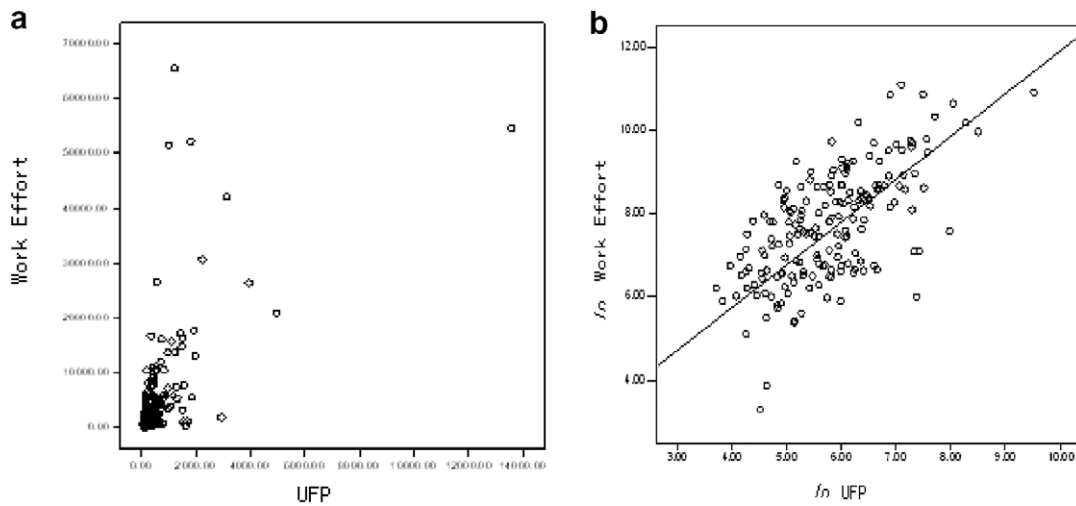 a
70000.00
60000.00
50000.00
40000.00
30000.00
20000.00
10000.00
0.00
Work Effort
0.00 2000.00 4000.00 6000.00 8000.00 10000.00 12000.00 14000.00
UFP
b
12.00
10.00
8.00
6.00
4.00
ln Work Effort
3.00 4.00 5.00 6.00 7.00 8.00 9.00 10.00
ln UFP